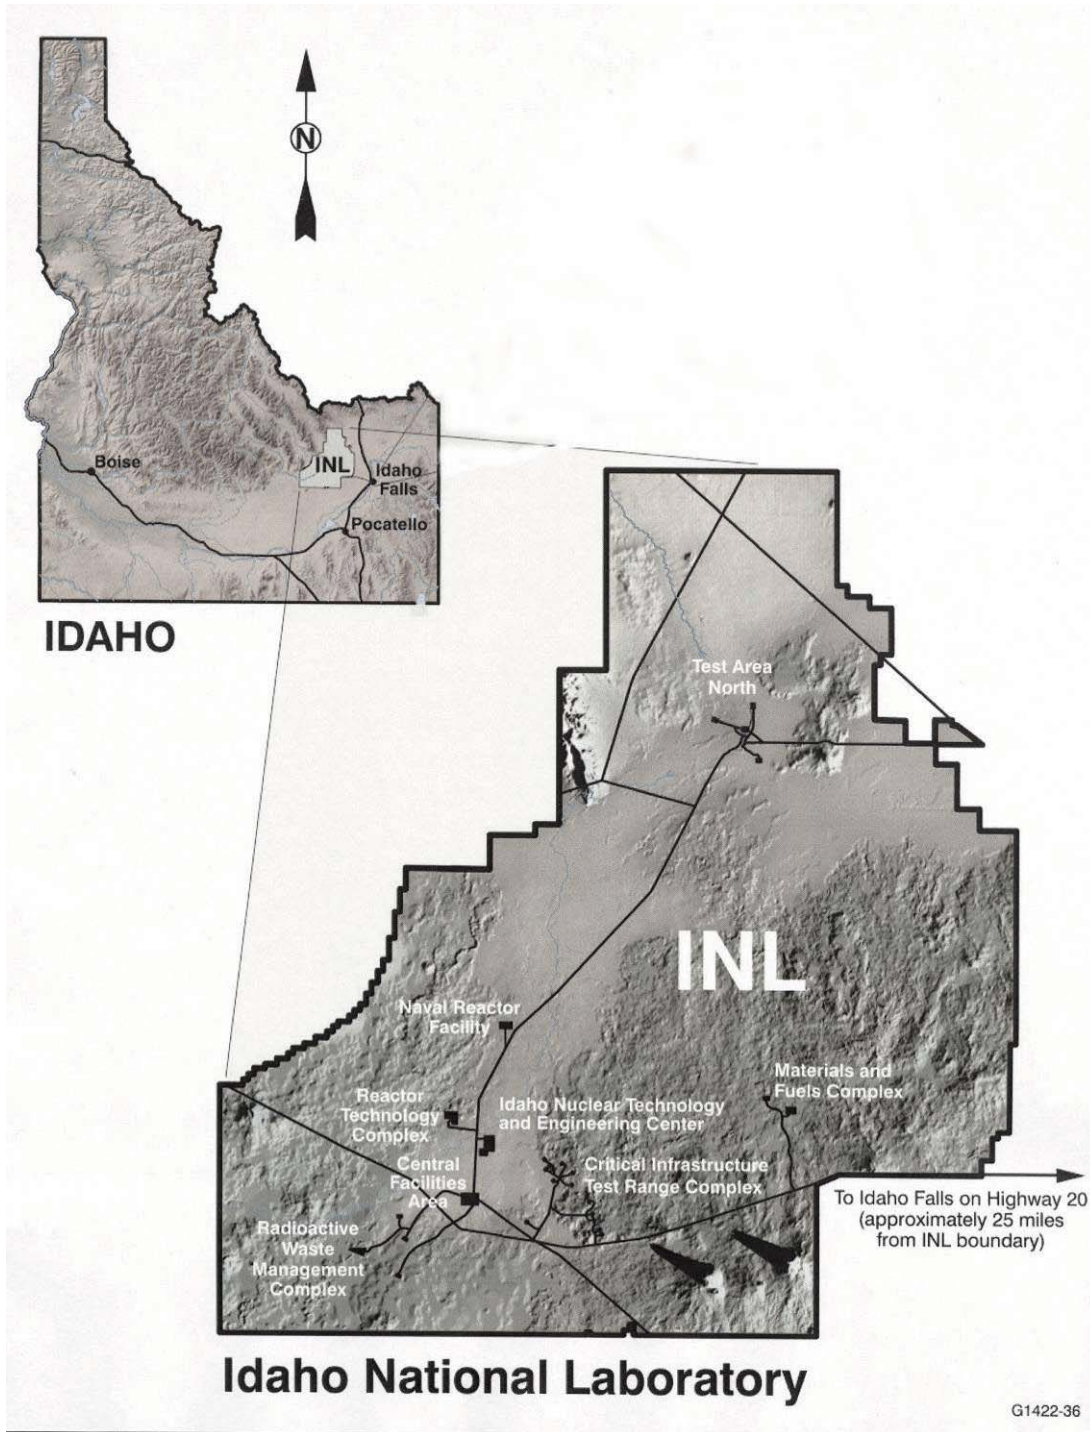 N
Boise
INL
Idaho
Falls
Pocatello
IDAHO
Test Area
North
INL
Naval Reactor
Facility
Materials and
Fuels Complex
Reactor
Technology
Complex
Idaho Nuclear Technology
and Engineering Center
Central
Facilities
Area
Critical Infrastructure
Test Range Complex
Radioactive
Waste
Management
Complex
To Idaho Falls on Highway 20
(approximately 25 miles
from INL boundary)
Idaho National Laboratory
G1422-36